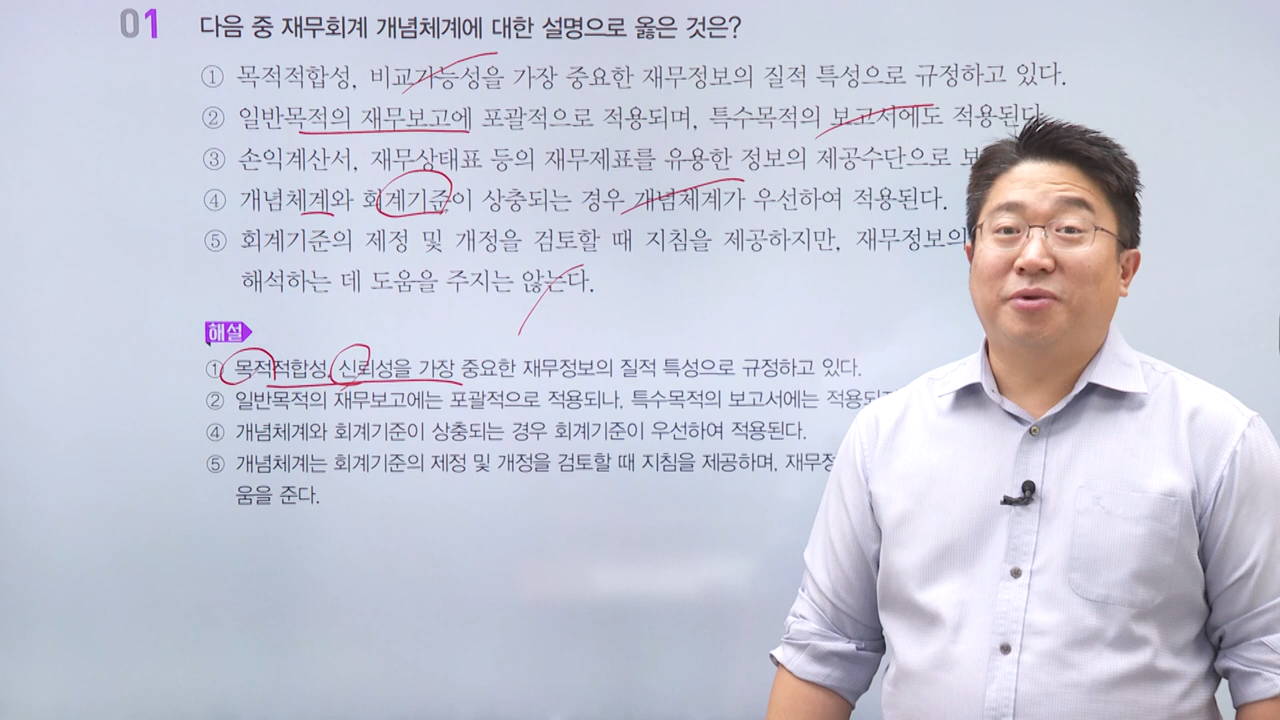 01 다음 중 재무회계 개념체계에 대한 설명으로 옳은 것은?
① 목적적합성, 비교가능성을 가장 중요한 재무정보의 질적 특성으로 규정하고 있다.
② 일반목적의 재무보고에 포괄적으로 적용되며, 특수목적의 보고서에도 적용된다
③ 손익계산서, 재무상태표 등의 재무제표를 유용한 정보의 제공수단으로
④ 개념체계와 회계기준이 상충되는 경우 개념체계가 우선하여 적용된다.
⑤ 회계기준의 제정 및 개정을 검토할 때 지침을 제공하지만, 재무정보의
해석하는 데 도움을 주지는 않는다.
해설
① 목적적합성, 신뢰성을 가장 중요한 재무정보의 질적 특성으로 규정하고 있다.
② 일반목적의 재무보고에는 포괄적으로 적용되나, 특수목적의 보고서에는
④ 개념체계와 회계기준이 상충되는 경우 회계기준이 우선하여 적용된다.
⑤ 개념체계는 회계기준의 제정 및 개정을 검토할 때 지침을 제공하며,
움을 준다.